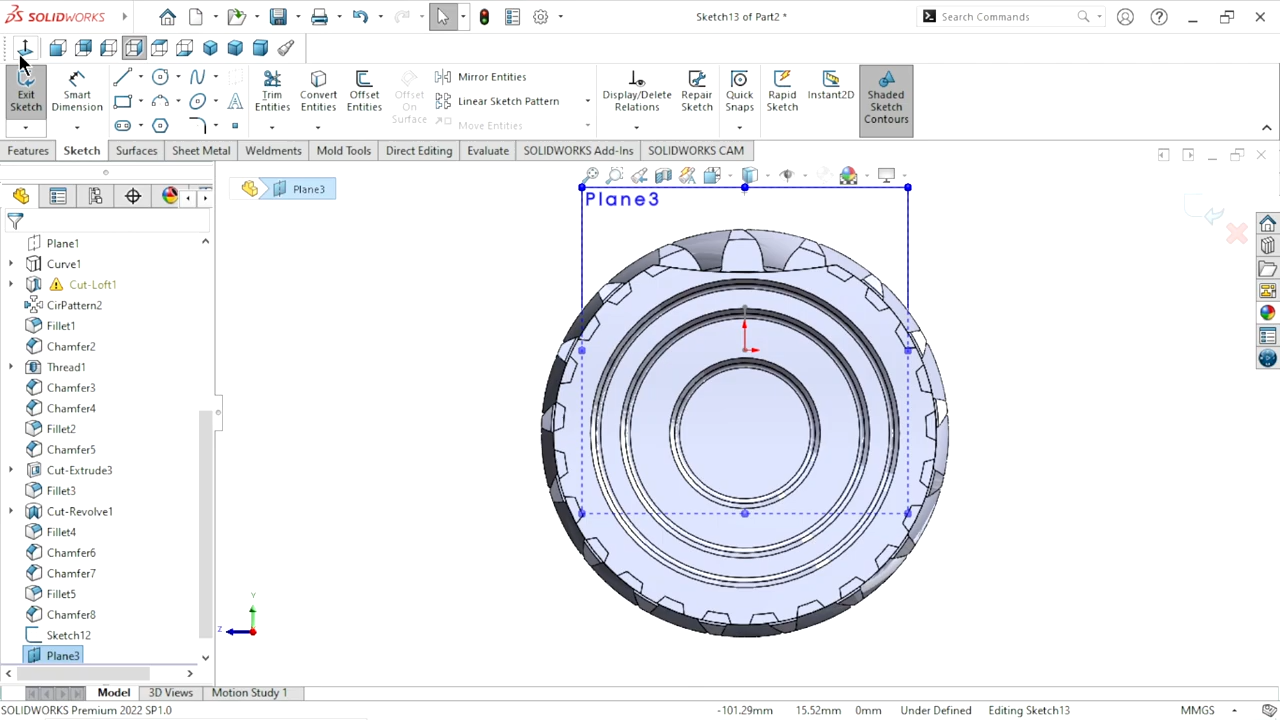 SOLIDWORKS
Sketch13 of Part2 *
Search Commands
Exit Sketch
Smart Dimension
Trim Entities
Convert Entities
Offset Entities
Offset On Surface
Mirror Entities
Linear Sketch Pattern
Move Entities
Display/Delete Relations
Repair Sketch
Quick Snaps
Rapid Sketch
Instant2D
Shaded Sketch Contours
Features
Sketch
Surfaces
Sheet Metal
Weldments
Mold Tools
Direct Editing
Evaluate
SOLIDWORKS Add-Ins
SOLIDWORKS CAM
Plane3
Plane3
Plane1
Curve1
Cut-Loft1
CirPattern2
Fillet1
Chamfer2
Thread1
Chamfer3
Chamfer4
Fillet2
Chamfer5
Cut-Extrude3
Fillet3
Cut-Revolve1
Fillet4
Chamfer6
Chamfer7
Fillet5
Chamfer8
Sketch12
Plane3
Y
Z
Model
3D Views
Motion Study 1
SOLIDWORKS Premium 2022 SP1.0
-101.29mm
15.52mm
0mm
Under Defined
Editing Sketch13
MMGS